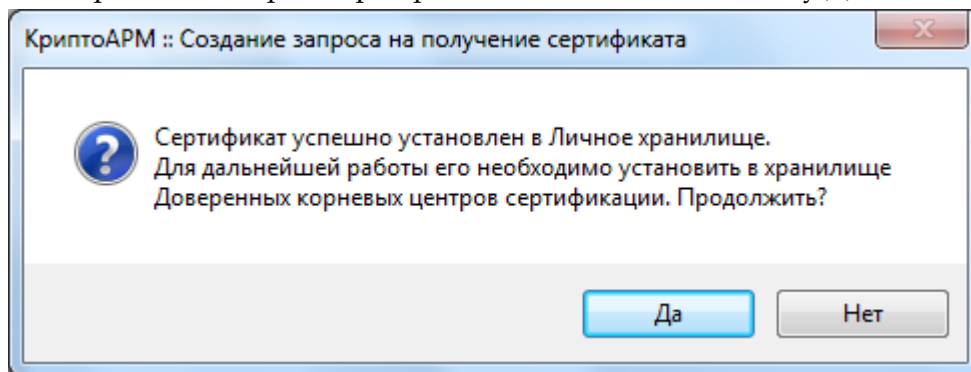 КриптоАРМ :: Создание запроса на получение сертификата
Сертификат успешно установлен в Личное хранилище.
Для дальнейшей работы его необходимо установить в хранилище
Доверенных корневых центров сертификации. Продолжить?
Да
Нет